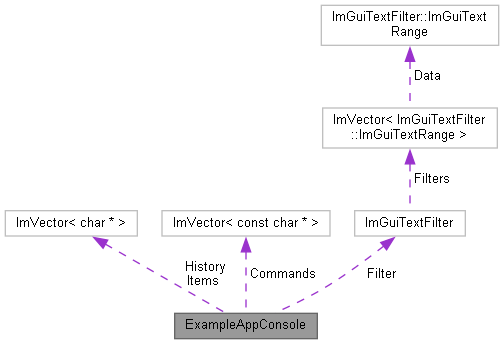 ImGuiTextFilter::ImGuiText
Range
Data
ImVector< ImGuiTextFilter
::ImGuiTextRange >
Filters
ImVector< char * >
ImVector< const char * >
ImGuiTextFilter
History
Items
Commands
Filter
ExampleAppConsole